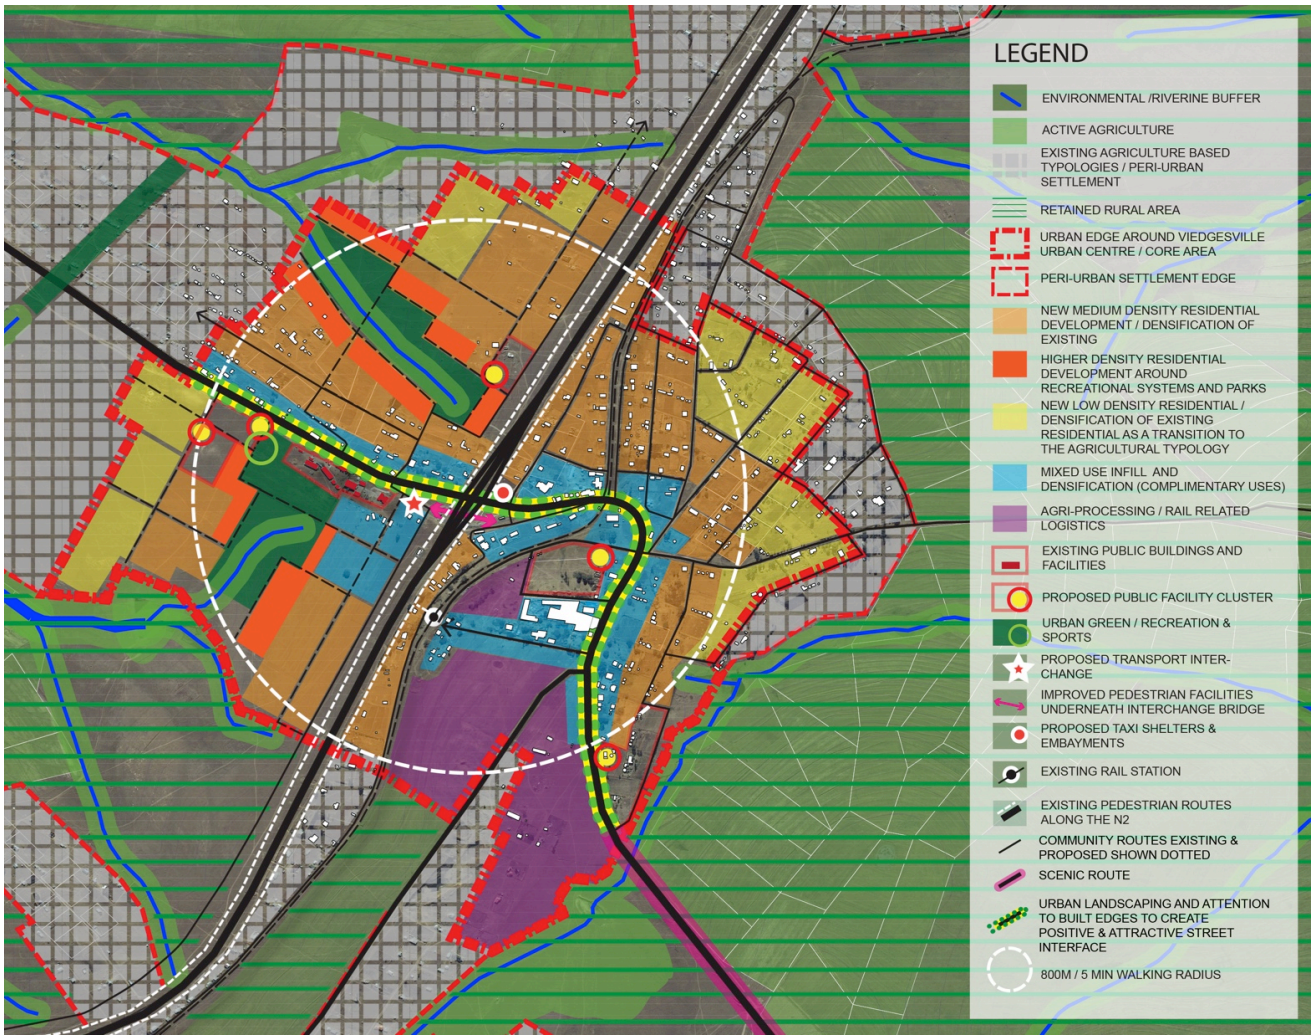 LEGEND
ENVIRONMENTAL /RIVERINE BUFFER
ACTIVE AGRICULTURE
EXISTING AGRICULTURE BASED
TYPOLOGIES / PERI-URBAN
SETTLEMENT
RETAINED RURAL AREA
URBAN EDGE AROUND VIEDGESVILLE
URBAN CENTRE / CORE AREA
PERI-URBAN SETTLEMENT EDGE
NEW MEDIUM DENSITY RESIDENTIAL
DEVELOPMENT / DENSIFICATION OF
EXISTING
HIGHER DENSITY RESIDENTIAL
DEVELOPMENT AROUND
RECREATIONAL SYSTEMS AND PARKS
NEW LOW DENSITY RESIDENTIAL /
DENSIFICATION OF EXISTING
RESIDENTIAL AS A TRANSITION TO
THE AGRICULTURAL TYPOLOGY
MIXED USE INFILL AND
DENSIFICATION (COMPLIMENTARY USES)
AGRI-PROCESSING / RAIL RELATED
LOGISTICS
EXISTING PUBLIC BUILDINGS AND
FACILITIES
PROPOSED PUBLIC FACILITY CLUSTER
URBAN GREEN / RECREATION &
SPORTS
PROPOSED TRANSPORT INTER-
CHANGE
IMPROVED PEDESTRIAN FACILITIES
UNDERNEATH INTERCHANGE BRIDGE
PROPOSED TAXI SHELTERS &
EMBAYMENTS
EXISTING RAIL STATION
EXISTING PEDESTRIAN ROUTES
ALONG THE N2
COMMUNITY ROUTES EXISTING &
PROPOSED SHOWN DOTTED
SCENIC ROUTE
URBAN LANDSCAPING AND ATTENTION
TO BUILT EDGES TO CREATE
POSITIVE & ATTRACTIVE STREET
INTERFACE
800M / 5 MIN WALKING RADIUS